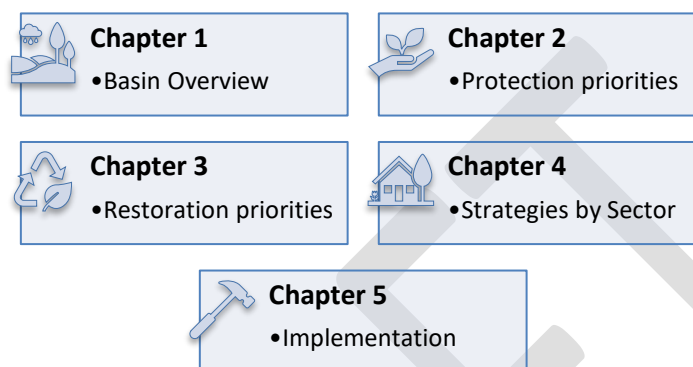 Chapter 1
•Basin Overview
Chapter 2
•Protection priorities
Chapter 3
•Restoration priorities
Chapter 4
•Strategies by Sector
Chapter 5
•Implementation